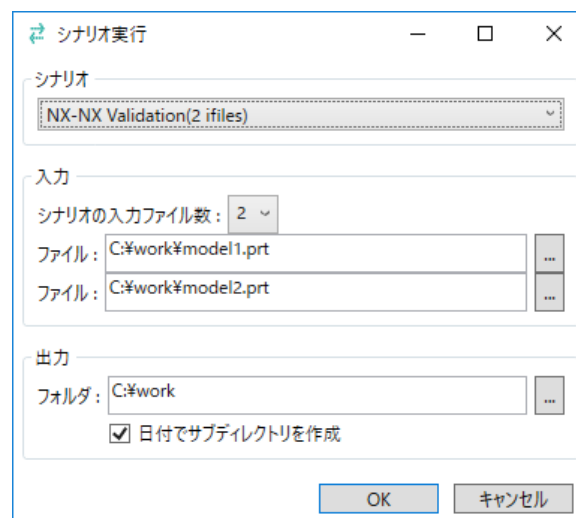 シナリオ実行
シナリオ
NX-NX Validation(2 ifiles)
入力
シナリオの入力ファイル数 : 2
ファイル : C:¥work¥model1.prt ...
ファイル : C:¥work¥model2.prt ...
出力
フォルダ : C:¥work ...
日付でサブディレクトリを作成
OK キャンセル